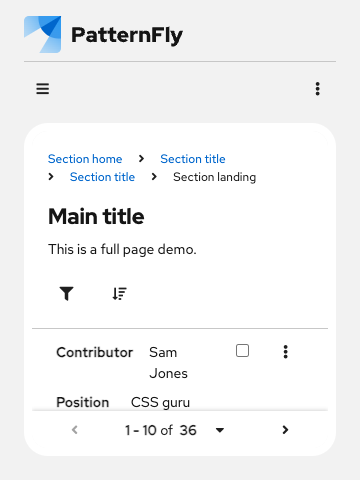 PatternFly
Section home > Section title
> Section title > Section landing
Main title
This is a full page demo.
Contributor Sam
Jones
Position CSS guru
1 - 10 of 36